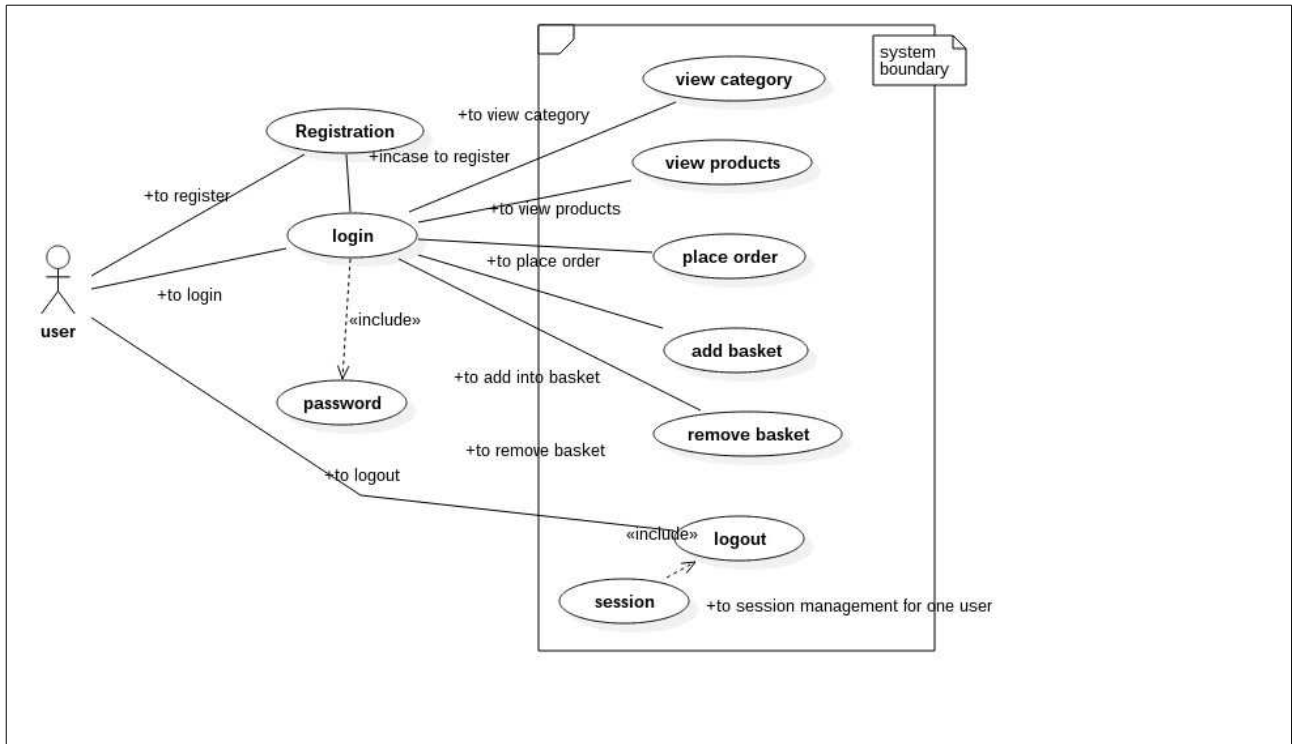 system
boundary
view category
+to view category
Registration
+incase to register
view products
+to register
+to view products
login
place order
+to place order
+to login
«include»
user
add basket
+to add into basket
password
remove basket
+to remove basket
+to logout
«include»
logout
session
+to session management for one user